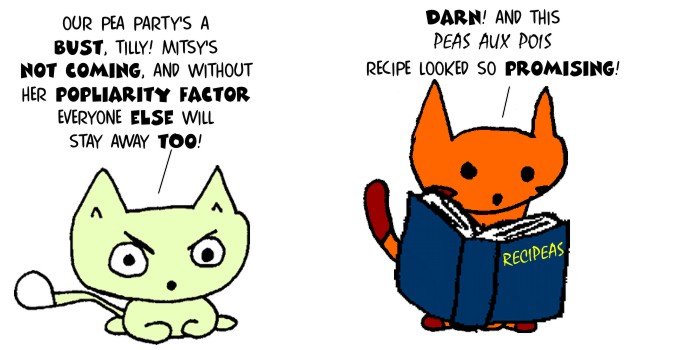 OUR PEA PARTY'S A
BUST, TILLY! MITSY'S
NOT COMING, AND WITHOUT
HER POPLIARITY FACTOR
EVERYONE ELSE WILL
STAY AWAY TOO!
DARN! AND THIS
PEAS AUX POIS
RECIPE LOOKED SO PROMISING!
RECIPEAS